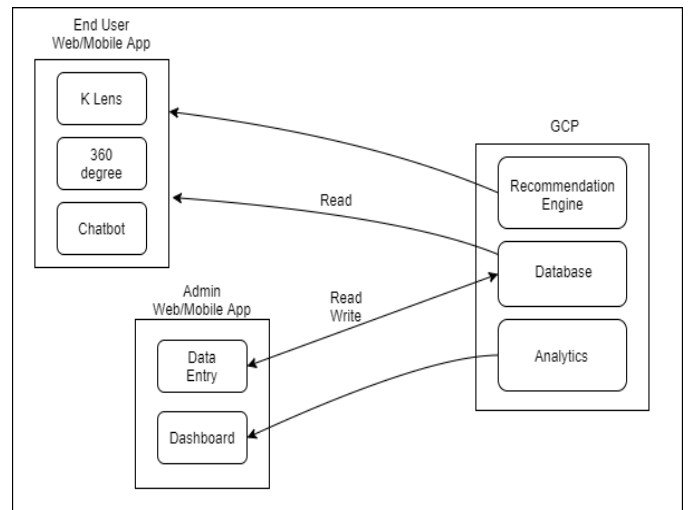 End User
Web/Mobile App
K Lens
360
degree
Chatbot
GCP
Recommendation
Engine
Database
Analytics
Read
Admin
Web/Mobile App
Read
Write
Data
Entry
Dashboard